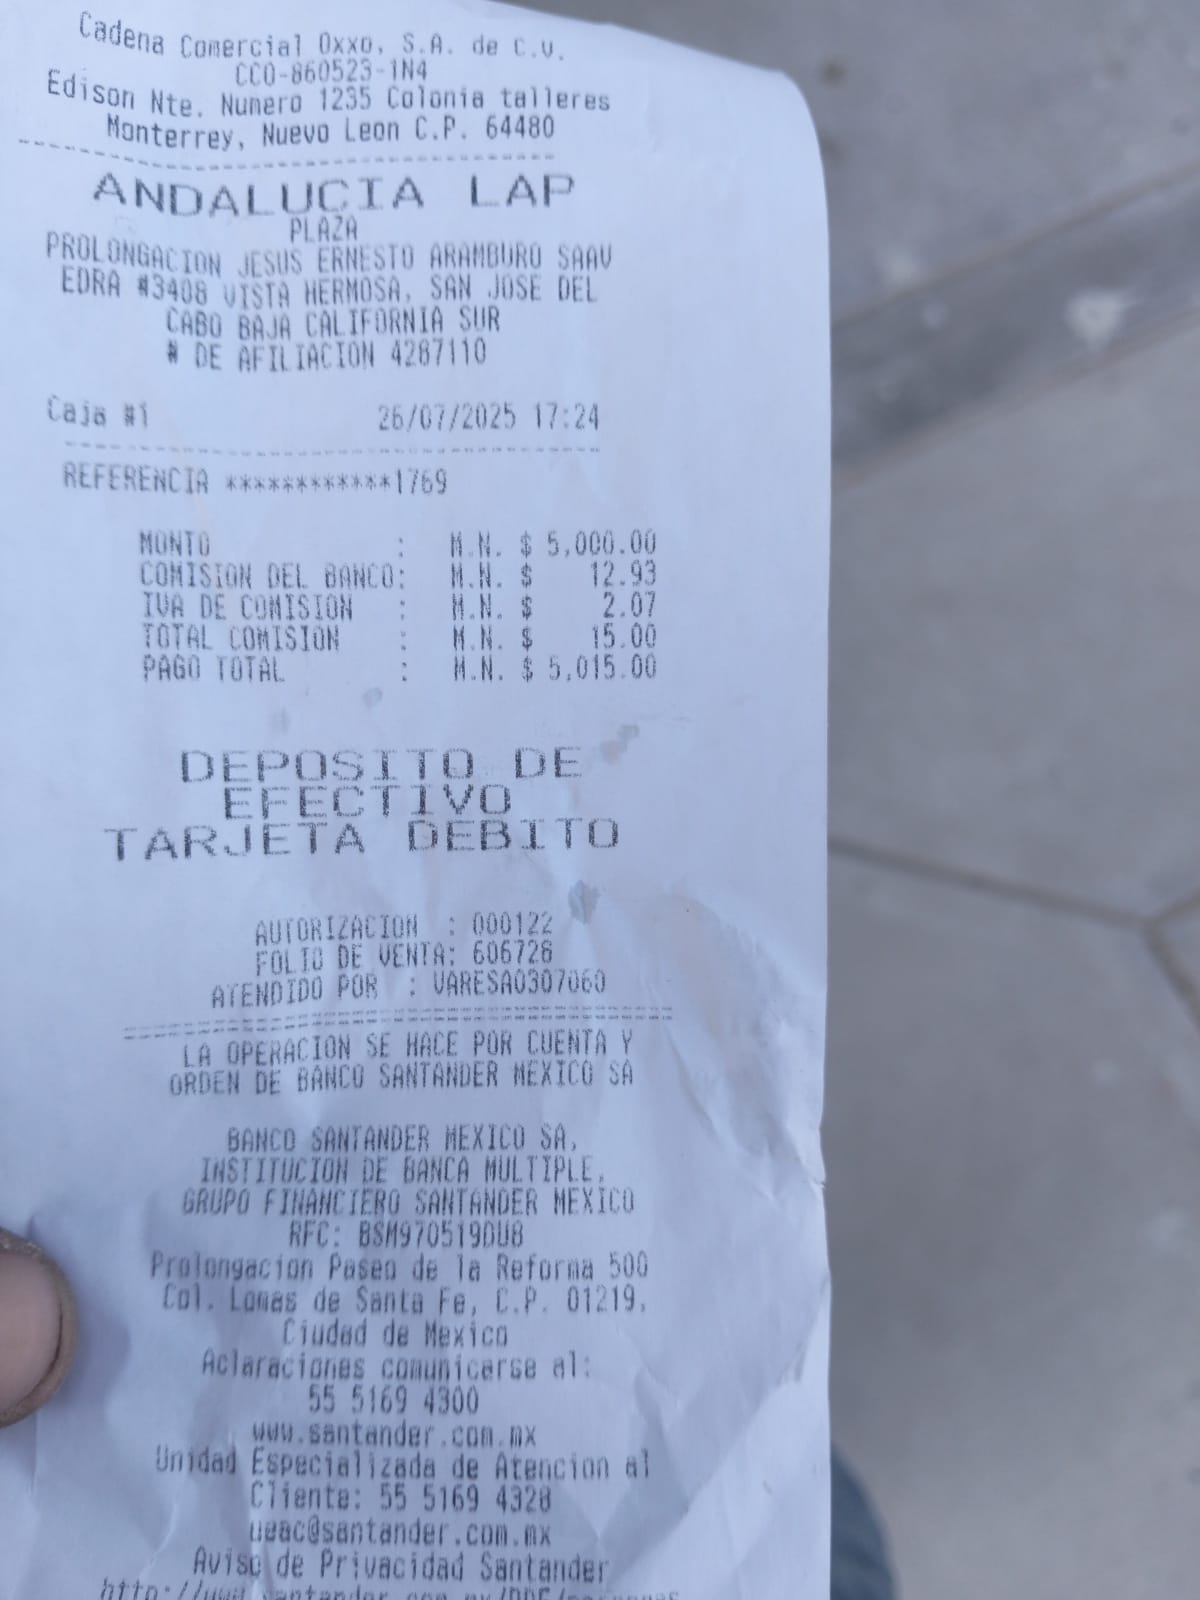 Cadena Comercial Oxxo, S.A. de C.V.
CCO-860523-1N4
Edison Nte. Numero 1235 Colonia talleres
Monterrey, Nuevo Leon C.P. 64480
ANDALUCIA LAP
PLAZA
PROLONGACION JESUS ERNESTO ARAMBURO SAAV
EDRA #3408 VISTA HERMOSA, SAN JOSE DEL
CABO BAJA CALIFORNIA SUR
# DE AFILIACION 4287110
Caja #1 26/07/2025 17:24
REFERENCIA ************1769
MONTO : M.N. $ 5,000.00
COMISION DEL BANCO: M.N. $ 12.93
IVA DE COMISION : M.N. $ 2.07
TOTAL COMISION : M.N. $ 15.00
PAGO TOTAL : M.N. $ 5,015.00
DEPOSITO DE
EFECTIVO
TARJETA DEBITO
AUTORIZACION : 000122
FOLIO DE VENTA: 606728
ATENDIDO POR : VARESA0307060
LA OPERACION SE HACE POR CUENTA Y
ORDEN DE BANCO SANTANDER MEXICO SA
BANCO SANTANDER MEXICO SA,
INSTITUCION DE BANCA MULTIPLE,
GRUPO FINANCIERO SANTANDER MEXICO
RFC: BSM970519DU8
Prolongacion Paseo de la Reforma 500
Col. Lomas de Santa Fe, C.P. 01219,
Ciudad de Mexico
Aclaraciones comunicarse al:
55 5169 4300
www.santander.com.mx
Unidad Especializada de Atencion al
Cliente: 55 5169 4328
ueac@santander.com.mx
Aviso de Privacidad Santander